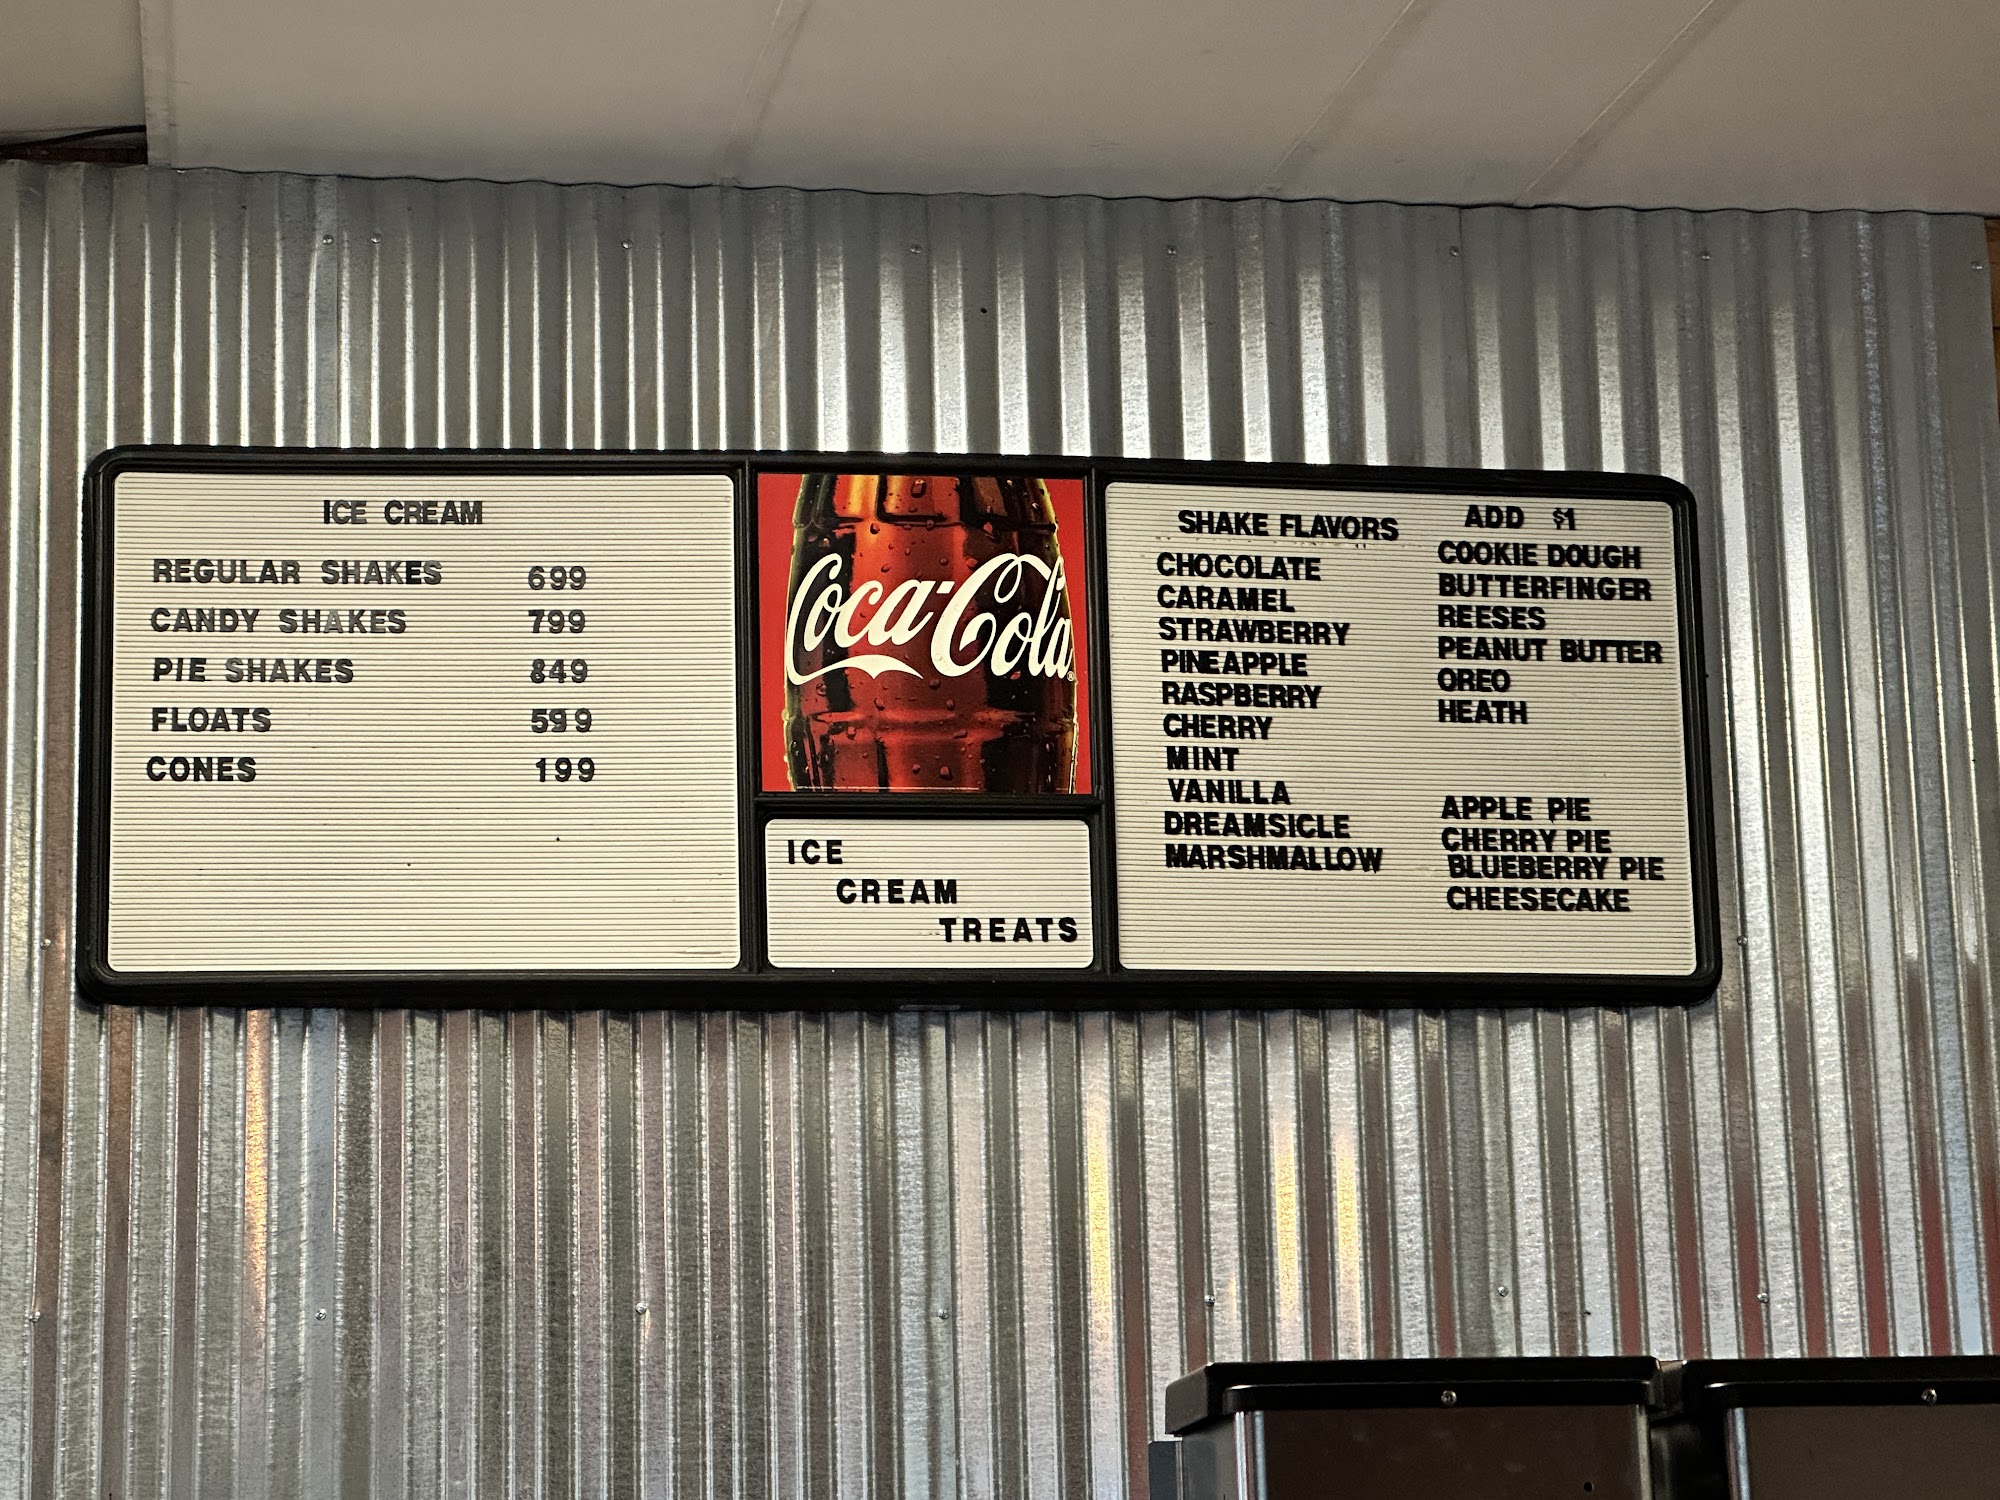 ICE CREAM
REGULAR SHAKES 699
CANDY SHAKES 799
PIE SHAKES 849
FLOATS 599
CONES 199
Coca-Cola
ICE
CREAM
TREATS
SHAKE FLAVORS
CHOCOLATE
CARAMEL
STRAWBERRY
PINEAPPLE
RASPBERRY
CHERRY
MINT
VANILLA
DREAMSICLE
MARSHMALLOW
ADD $1
COOKIE DOUGH
BUTTERFINGER
REESES
PEANUT BUTTER
OREO
HEATH
APPLE PIE
CHERRY PIE
BLUEBERRY PIE
CHEESECAKE